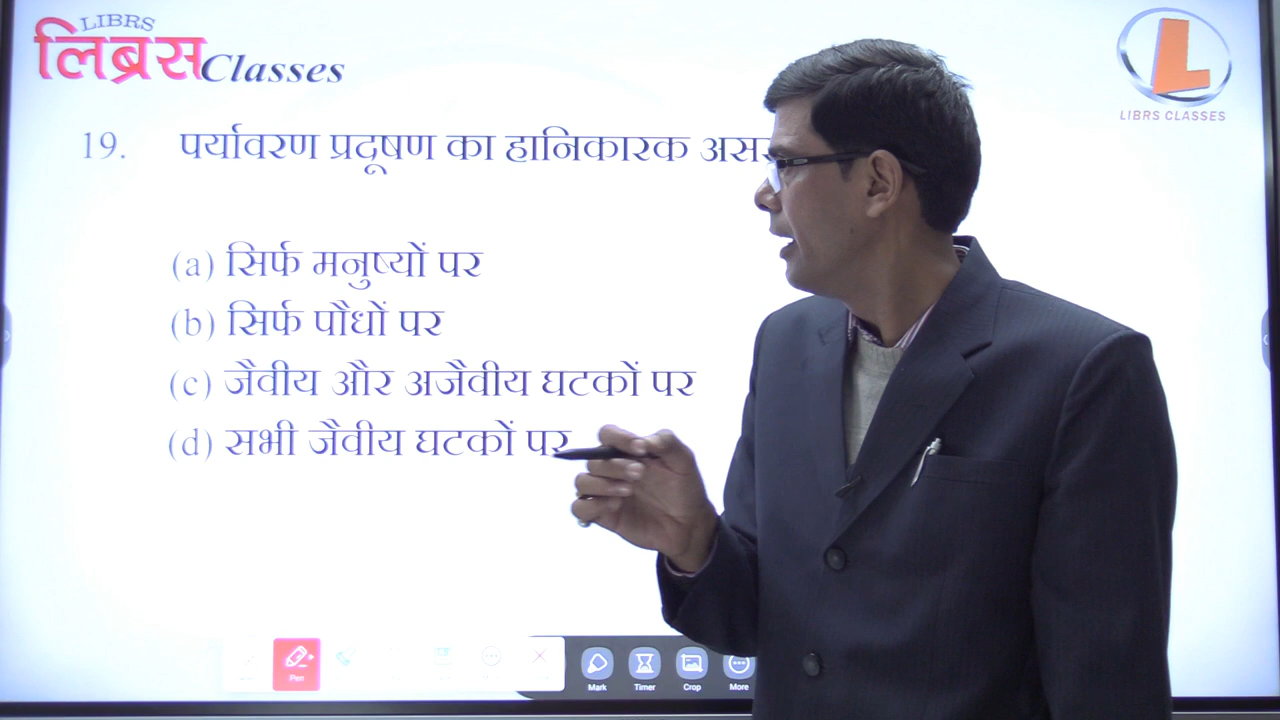 LIBRS
लिब्रस Classes
LIBRS CLASSES
19. पर्यावरण प्रदूषण का हानिकारक
(a) सिर्फ मनुष्यों पर
(b) सिर्फ पौधों पर
(c) जैवीय और अजैवीय घटकों पर
(d) सभी जैवीय घटकों पर
Pen
Mark Timer Crop More